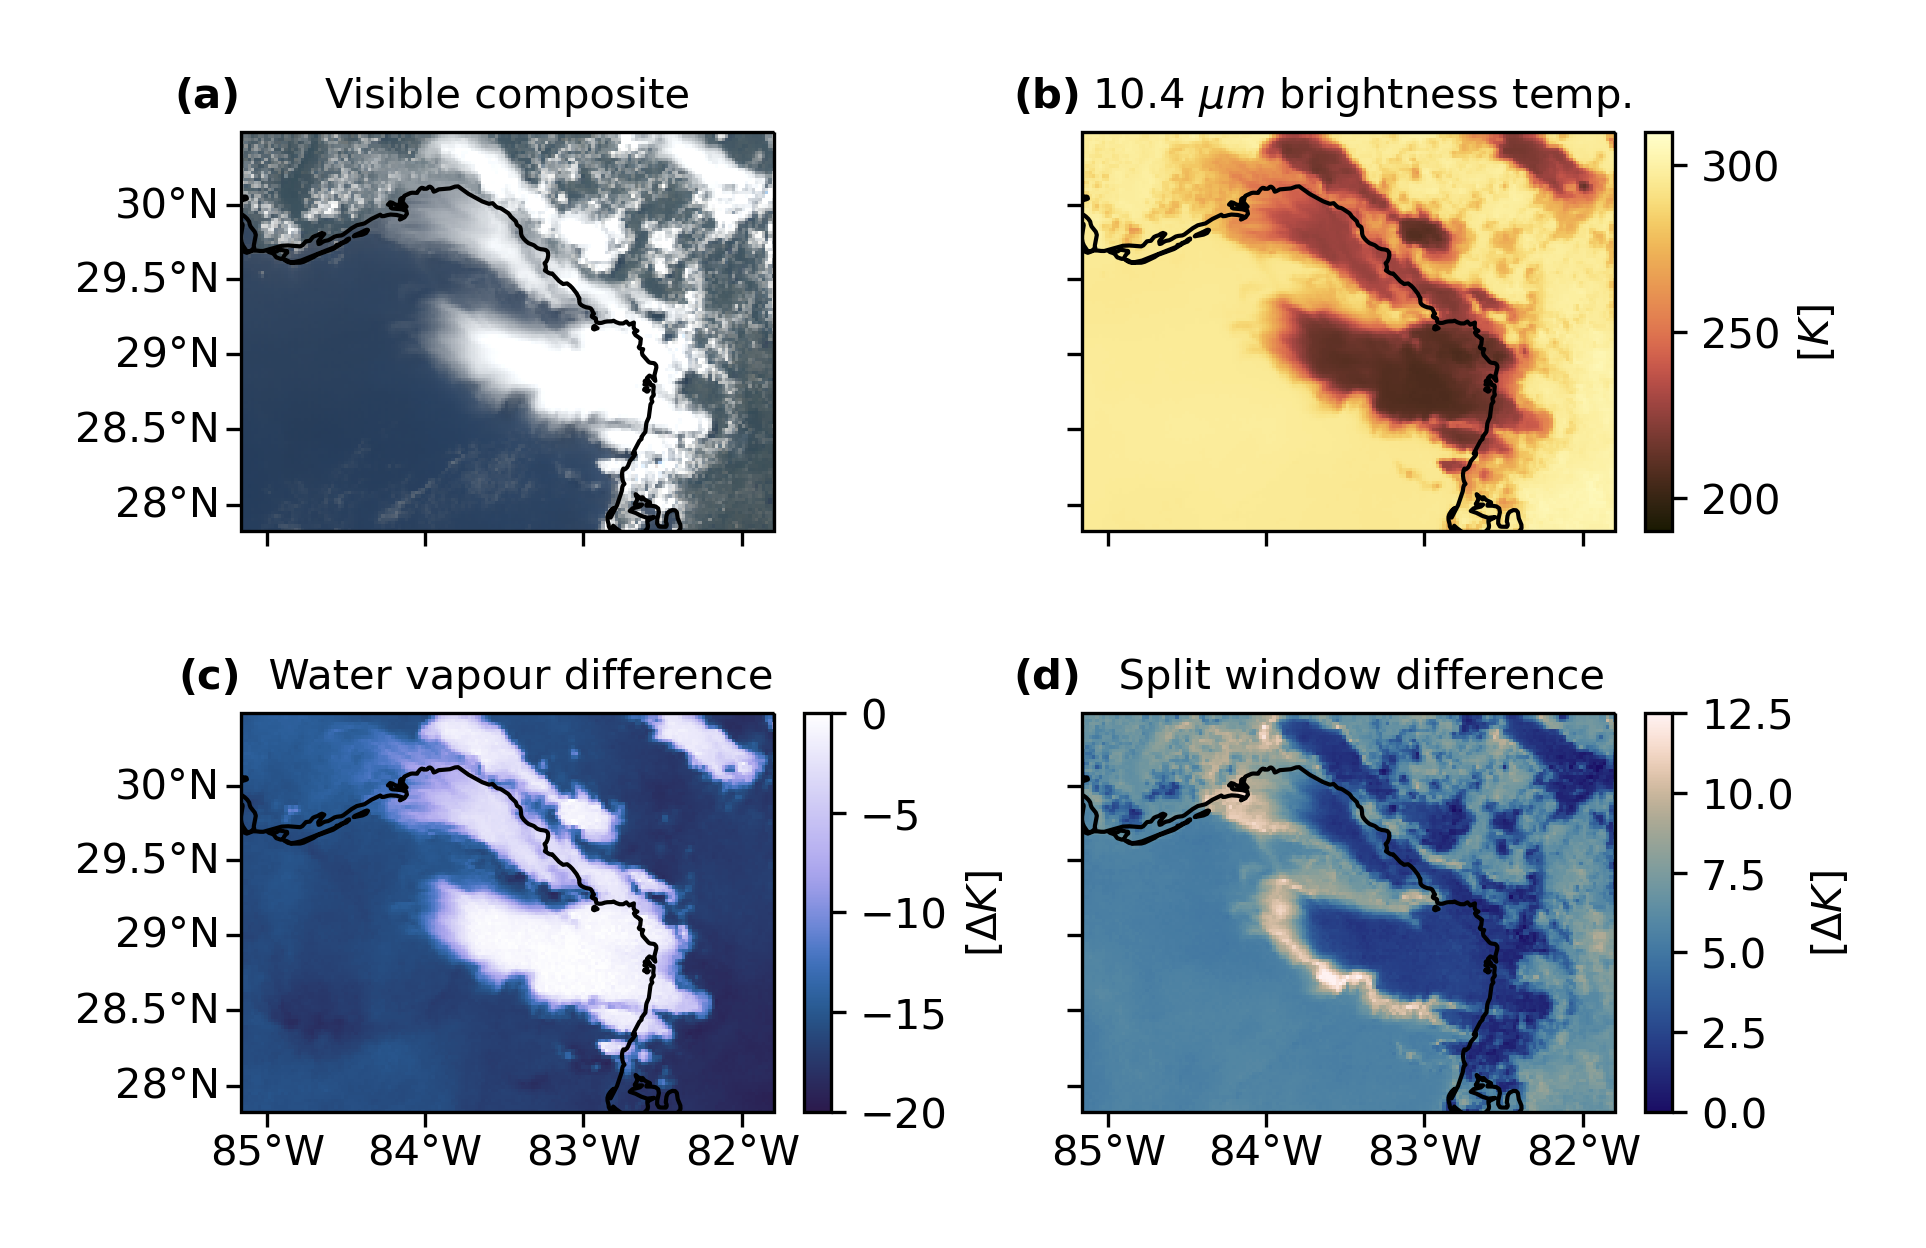 (a) Visible composite
(b) 10.4 μm brightness temp.
30°N
29.5°N
29°N
28.5°N
28°N
300
250
200
[K]
(c) Water vapour difference
(d) Split window difference
30°N
29.5°N
29°N
28.5°N
28°N
0
−5
−10
−15
−20
[ΔK]
12.5
10.0
7.5
5.0
2.5
0.0
[ΔK]
85°W 84°W 83°W 82°W
85°W 84°W 83°W 82°W